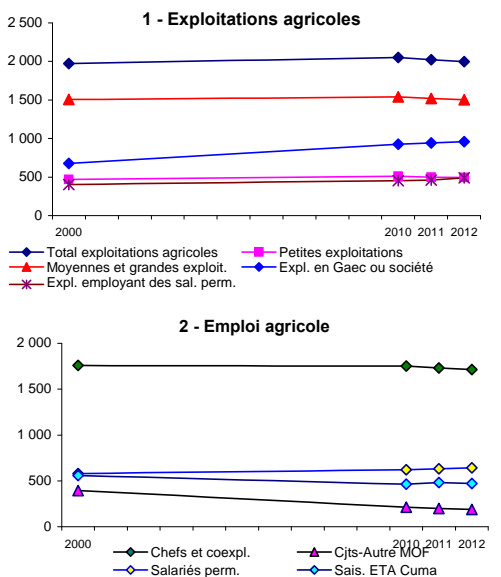 1 - Exploitations agricoles
2 500
2 000
1 500
1 000
500
0
2000 2010 2011 2012
Total exploitations agricoles Petites exploitations
Moyennes et grandes exploit. Expl. en Gaec ou société
Expl. employant des sal. perm.
2 - Emploi agricole
2 000
1 500
1 000
500
0
2000 2010 2011 2012
Chefs et coexpl. Cjts-Autre MOF
Salariés perm. Sais. ETA Cuma